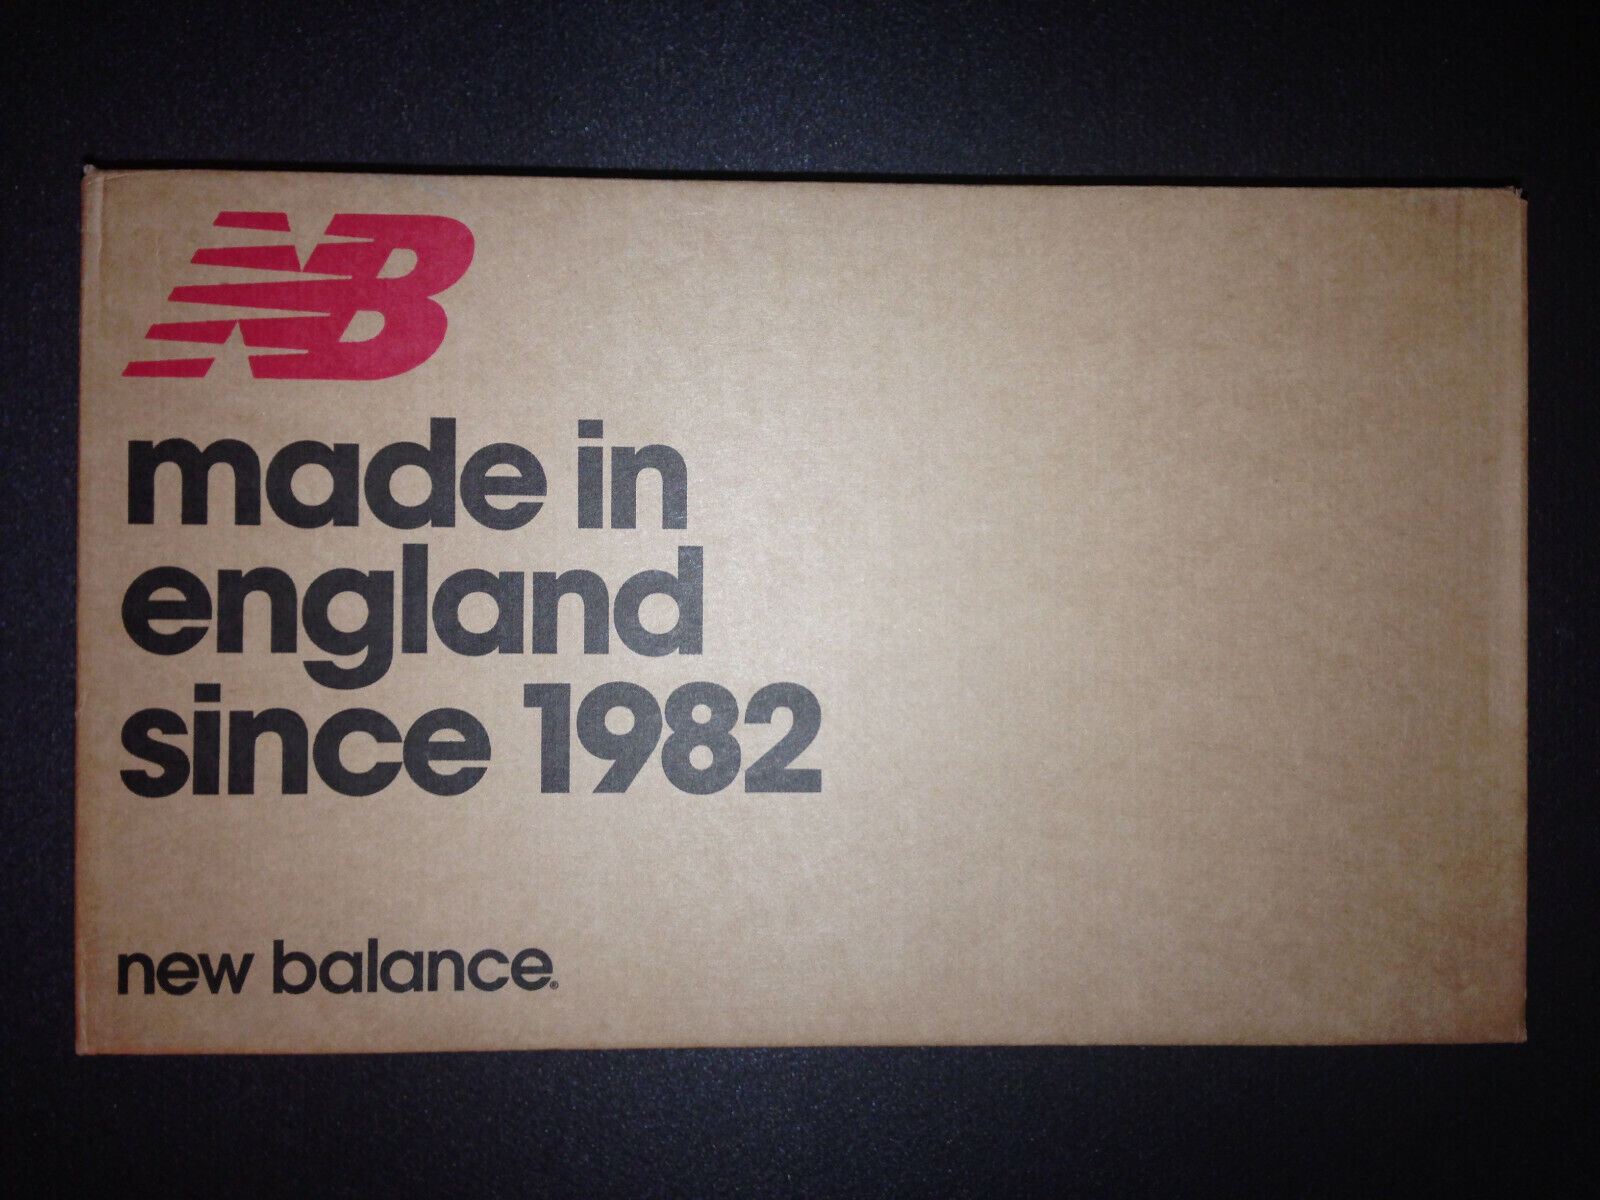 NB
made in
england
since 1982
new balance®